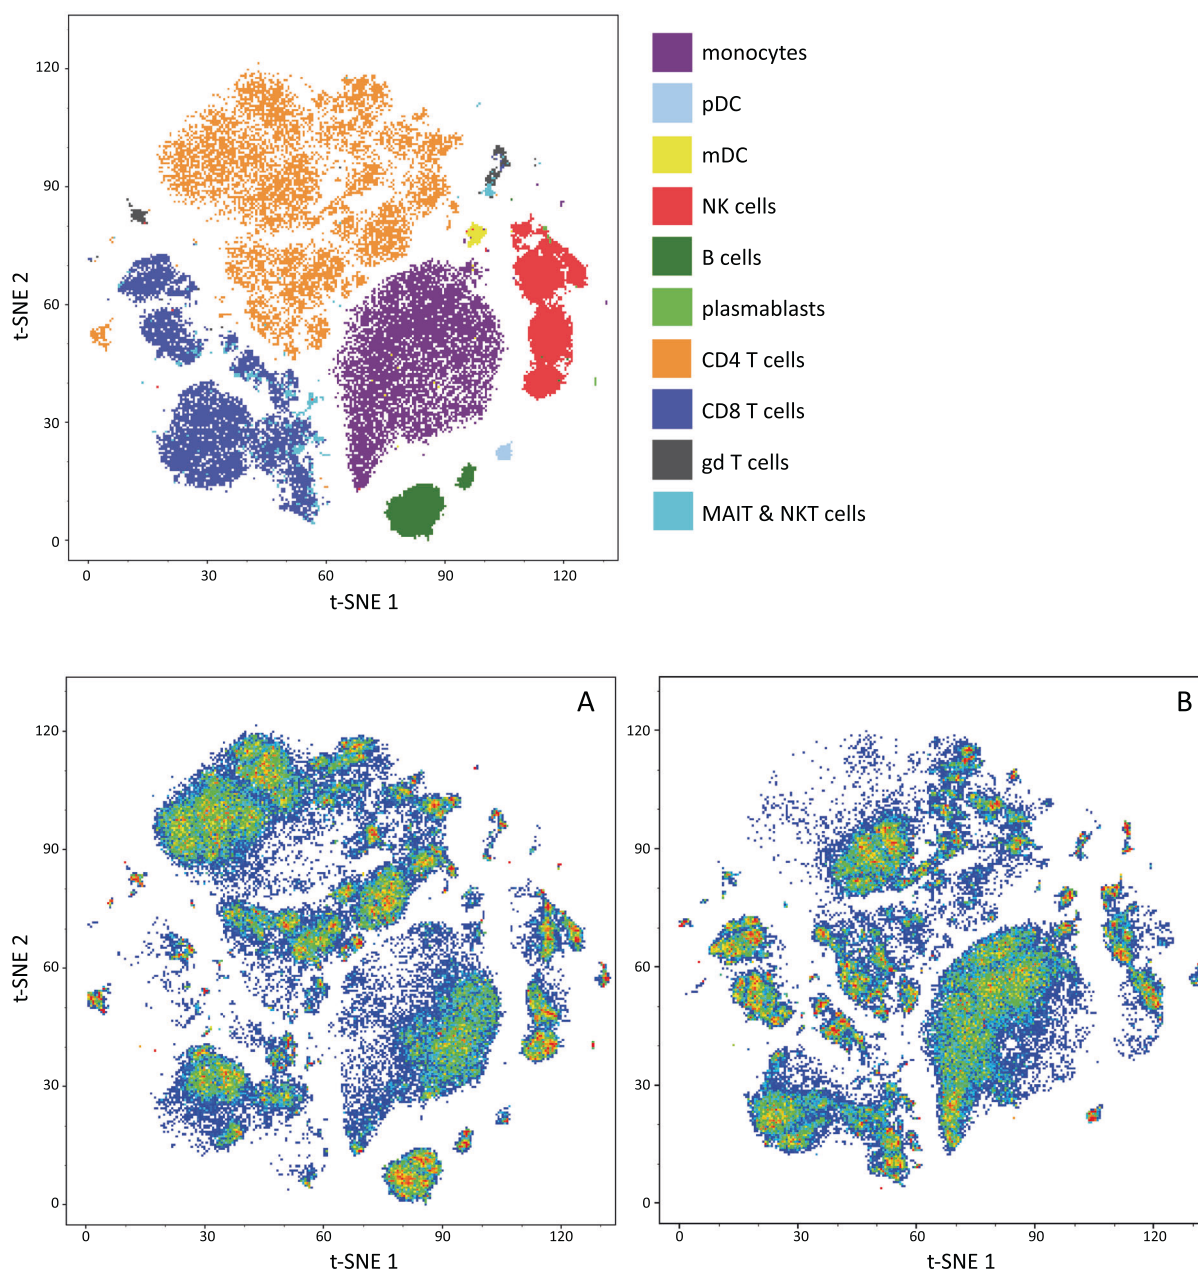 120
90
60
30
0
t-SNE 2
0 30 60 90 120
t-SNE 1
monocytes
pDC
mDC
NK cells
B cells
plasmablasts
CD4 T cells
CD8 T cells
gd T cells
MAIT & NKT cells
A
120
90
60
30
0
t-SNE 2
0 30 60 90 120
t-SNE 1
B
120
90
60
30
0
0 30 60 90 120
t-SNE 1